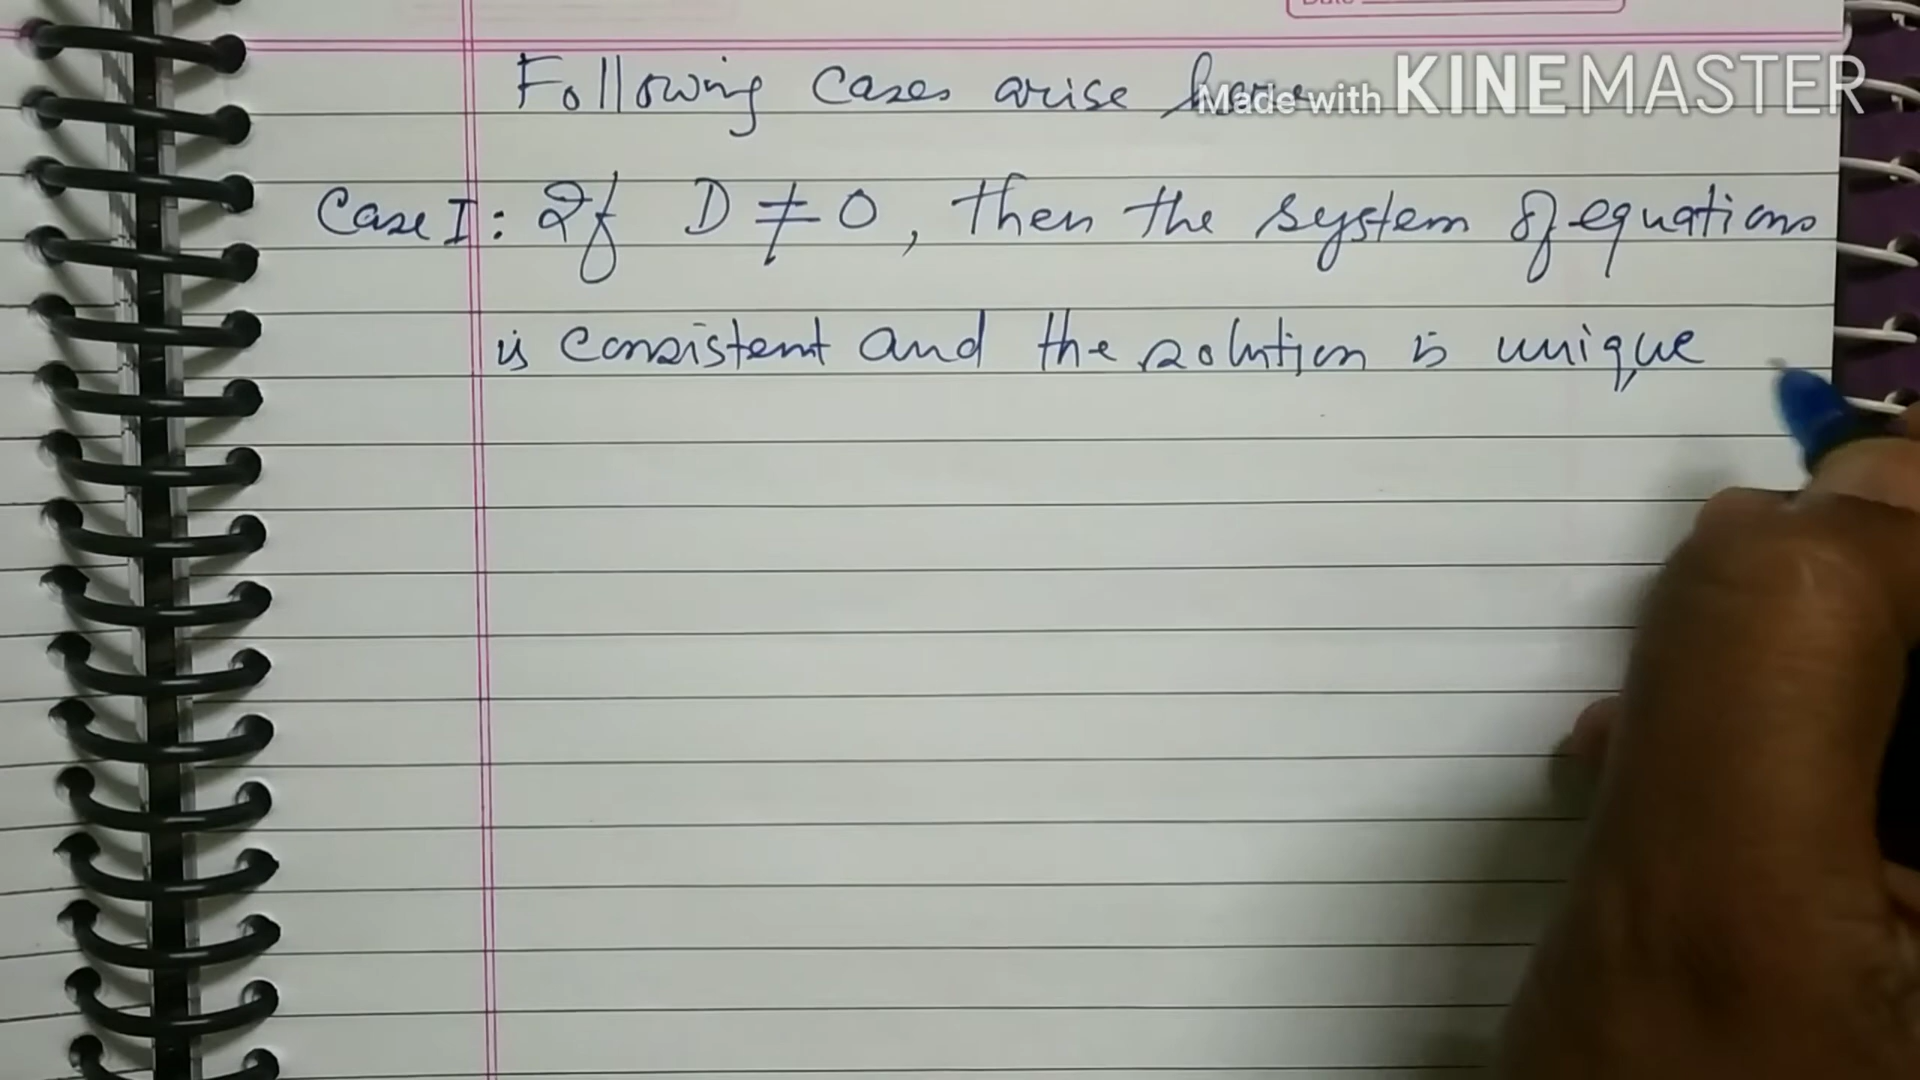 Following cases arise here
Made with KINEMASTER
Case I: If D ≠ 0, then the system of equations
is consistent and the solution is unique